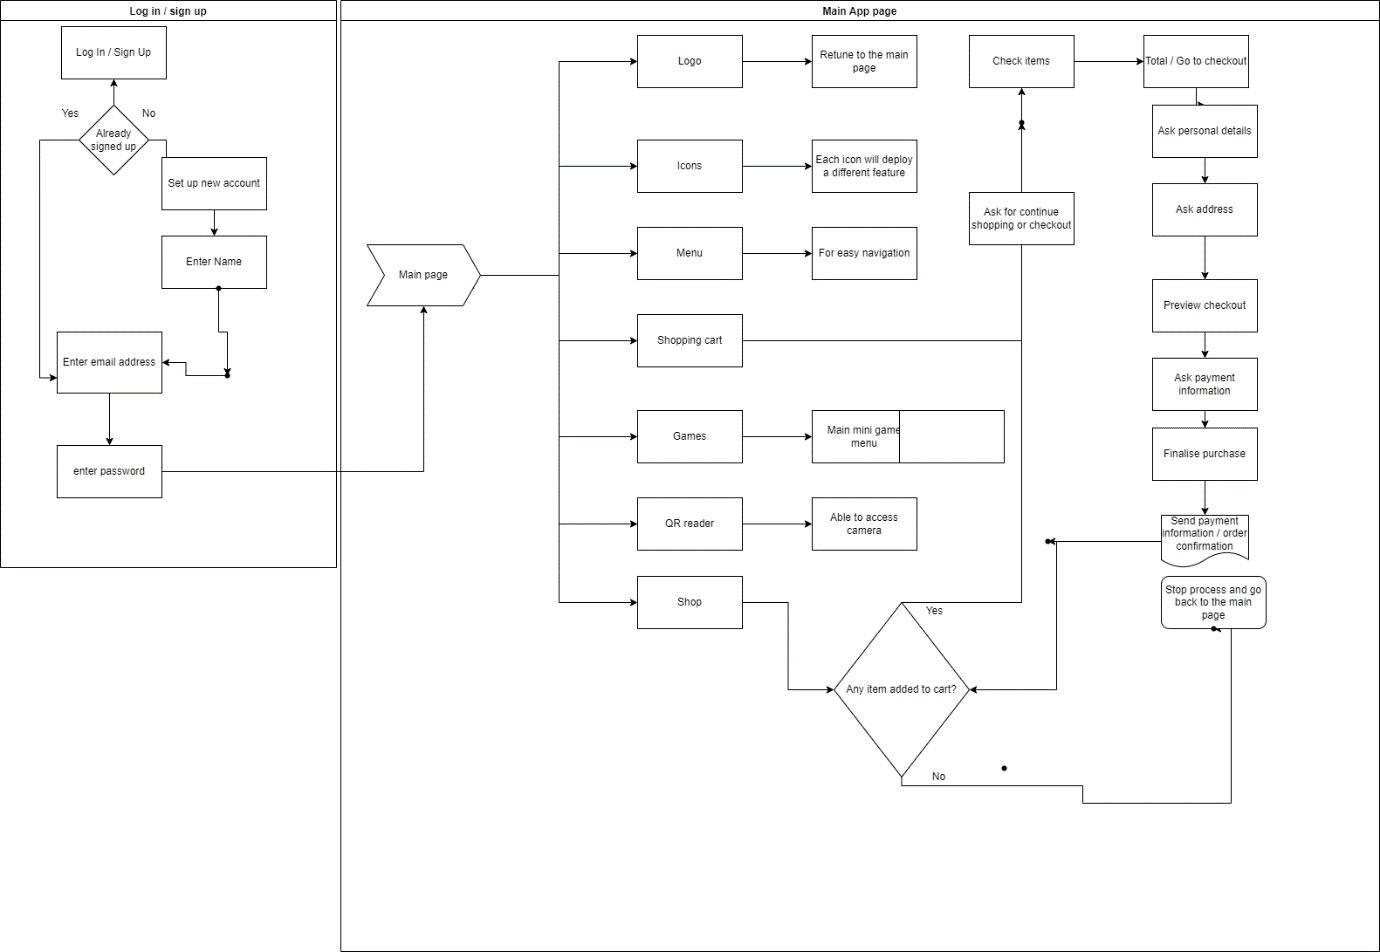 Log in / sign up
Main App page
Log In / Sign Up
Yes
No
Already
signed up
Set up new account
Enter Name
Enter email address
enter password
Main page
Logo
Retune to the main
page
Icons
Each icon will deploy
a different feature
Menu
For easy navigation
Shopping cart
Games
Main mini game
menu
QR reader
Able to access
camera
Shop
Any item added to cart?
Yes
No
Ask for continue
shopping or checkout
Check items
Total / Go to checkout
Ask personal details
Ask address
Preview checkout
Ask payment
information
Finalise purchase
Send payment
information / order
confirmation
Stop process and go
back to the main
page